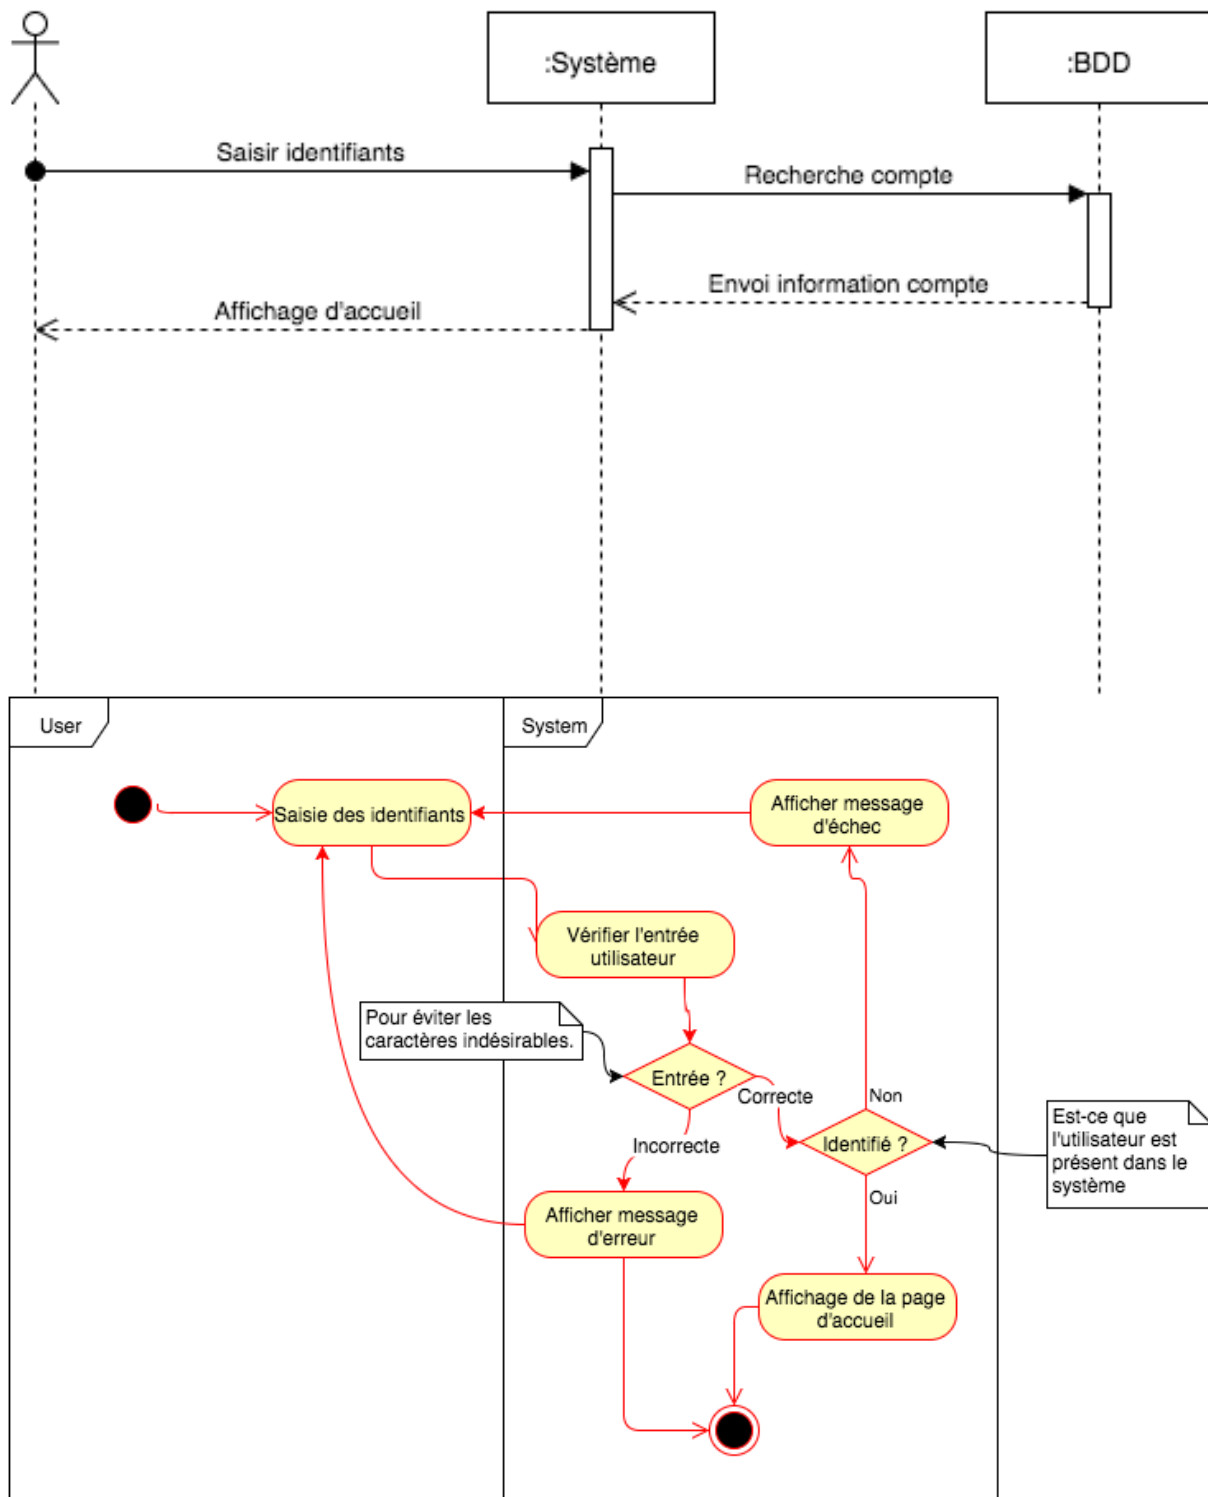 :Système
:BDD
Saisir identifiants
Recherche compte
Envoi information compte
Affichage d'accueil
User
System
Saisie des identifiants
Afficher message
d'échec
Vérifier l'entrée
utilisateur
Pour éviter les
caractères indésirables.
Entrée ?
Correcte
Non
Incorrecte
Identifié ?
Est-ce que
l'utilisateur est
présent dans le
système
Oui
Afficher message
d'erreur
Affichage de la page
d'accueil